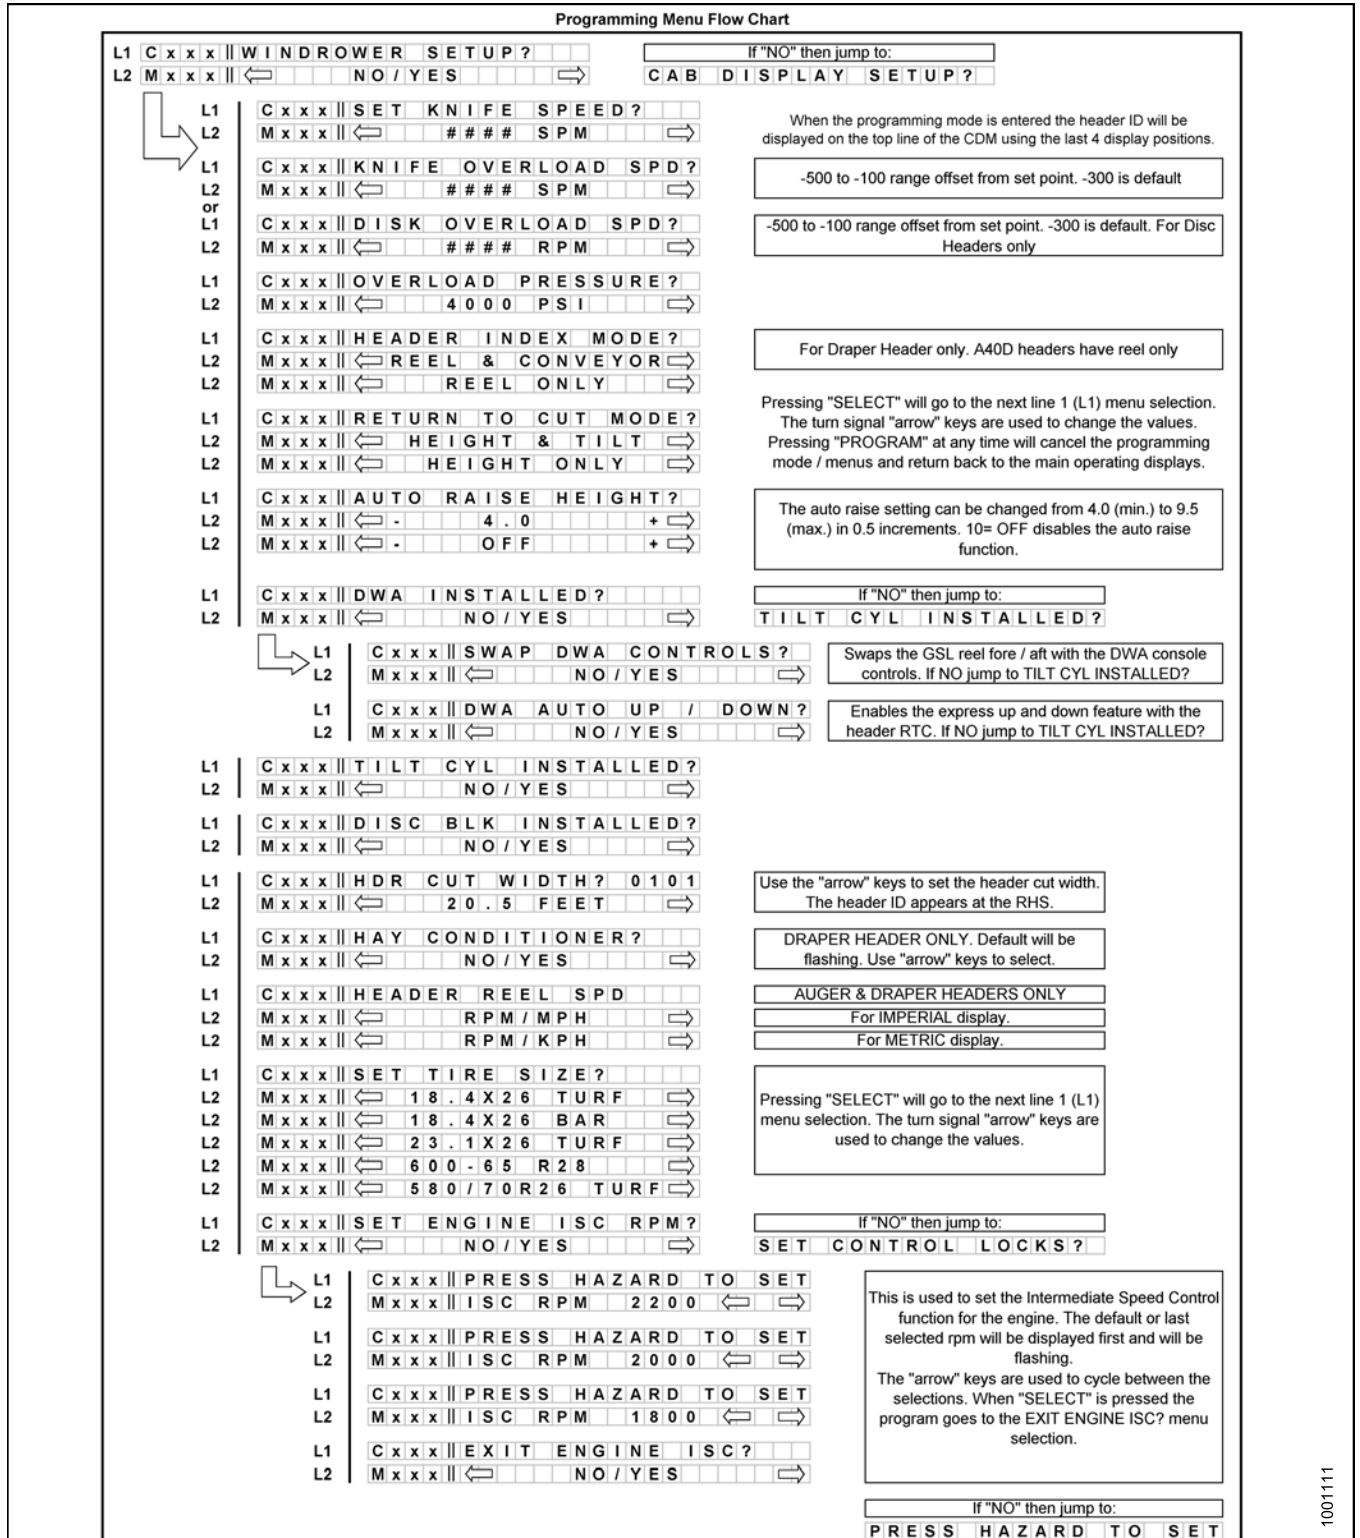 Programming Menu Flow Chart
L1 Cxxx||WINDROWER SETUP?
If "NO" then jump to:
L2 Mxxx|| NO/YES
CAB DISPLAY SETUP?
L1 Cxxx||SET KNIFE SPEED?
L2 Mxxx|| #### SPM
When the programming mode is entered the header ID will be
displayed on the top line of the CDM using the last 4 display positions.
L1 Cxxx||KNIFE OVERLOAD SPD?
L2 Mxxx|| #### SPM
-500 to -100 range offset from set point. -300 is default
or
L1 Cxxx||DISK OVERLOAD SPD?
L2 Mxxx|| #### RPM
-500 to -100 range offset from set point. -300 is default. For Disc
Headers only
L1 Cxxx||OVERLOAD PRESSURE?
L2 Mxxx|| 4000 PSI
L1 Cxxx||HEADER INDEX MODE?
L2 Mxxx|| REEL & CONVEYOR
L2 Mxxx|| REEL ONLY
For Draper Header only. A40D headers have reel only
L1 Cxxx||RETURN TO CUT MODE?
L2 Mxxx|| HEIGHT & TILT
L2 Mxxx|| HEIGHT ONLY
Pressing "SELECT" will go to the next line 1 (L1) menu selection.
The turn signal "arrow" keys are used to change the values.
Pressing "PROGRAM" at any time will cancel the programming
mode / menus and return back to the main operating displays.
L1 Cxxx||AUTO RAISE HEIGHT?
L2 Mxxx|| - 4.0 +
L2 Mxxx|| - OFF +
The auto raise setting can be changed from 4.0 (min.) to 9.5
(max.) in 0.5 increments. 10= OFF disables the auto raise
function.
L1 Cxxx||DWA INSTALLED?
L2 Mxxx|| NO/YES
If "NO" then jump to:
TILT CYL INSTALLED?
L1 Cxxx||SWAP DWA CONTROLS?
L2 Mxxx|| NO/YES
Swaps the GSL reel fore / aft with the DWA console
controls. If NO jump to TILT CYL INSTALLED?
L1 Cxxx||DWA AUTO UP / DOWN?
L2 Mxxx|| NO/YES
Enables the express up and down feature with the
header RTC. If NO jump to TILT CYL INSTALLED?
L1 Cxxx||TILT CYL INSTALLED?
L2 Mxxx|| NO/YES
L1 Cxxx||DISC BLK INSTALLED?
L2 Mxxx|| NO/YES
L1 Cxxx||HDR CUT WIDTH? 0101
L2 Mxxx|| 20.5 FEET
Use the "arrow" keys to set the header cut width.
The header ID appears at the RHS.
L1 Cxxx||HAY CONDITIONER?
L2 Mxxx|| NO/YES
DRAPER HEADER ONLY. Default will be
flashing. Use "arrow" keys to select.
L1 Cxxx||HEADER REEL SPD
AUGER & DRAPER HEADERS ONLY
L2 Mxxx|| RPM/MPH
For IMPERIAL display.
L2 Mxxx|| RPM/KPH
For METRIC display.
L1 Cxxx||SET TIRE SIZE?
L2 Mxxx|| 18.4X26 TURF
L2 Mxxx|| 18.4X26 BAR
L2 Mxxx|| 23.1X26 TURF
L2 Mxxx|| 600-65 R28
L2 Mxxx|| 580/70R26 TURF
Pressing "SELECT" will go to the next line 1 (L1)
menu selection. The turn signal "arrow" keys are
used to change the values.
L1 Cxxx||SET ENGINE ISC RPM?
L2 Mxxx|| NO/YES
If "NO" then jump to:
SET CONTROL LOCKS?
L1 Cxxx||PRESS HAZARD TO SET
L2 Mxxx||ISC RPM 2200
L1 Cxxx||PRESS HAZARD TO SET
L2 Mxxx||ISC RPM 2000
L1 Cxxx||PRESS HAZARD TO SET
L2 Mxxx||ISC RPM 1800
L1 Cxxx||EXIT ENGINE ISC?
L2 Mxxx|| NO/YES
This is used to set the Intermediate Speed Control
function for the engine. The default or last
selected rpm will be displayed first and will be
flashing.
The "arrow" keys are used to cycle between the
selections. When "SELECT" is pressed the
program goes to the EXIT ENGINE ISC? menu
selection.
If "NO" then jump to:
PRESS HAZARD TO SET
1001111